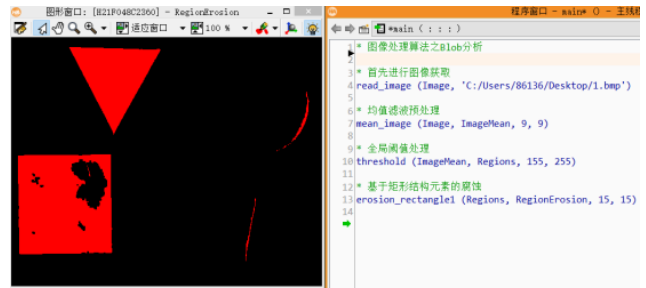 图形窗口: [H21F048C2360] - RegionErosion
适应窗口
100 %
程序窗口 - main* () - 主线程
*main ( : : : )
1 * 图像处理算法之Blob分析
2
3 * 首先进行图像获取
4 read_image (Image, 'C:/Users/86136/Desktop/1.bmp')
5
6 * 均值滤波预处理
7 mean_image (Image, ImageMean, 9, 9)
8
9 * 全局阈值处理
10 threshold (ImageMean, Regions, 155, 255)
11
12 * 基于矩形结构元素的腐蚀
13 erosion_rectangle1 (Regions, RegionErosion, 15, 15)
14